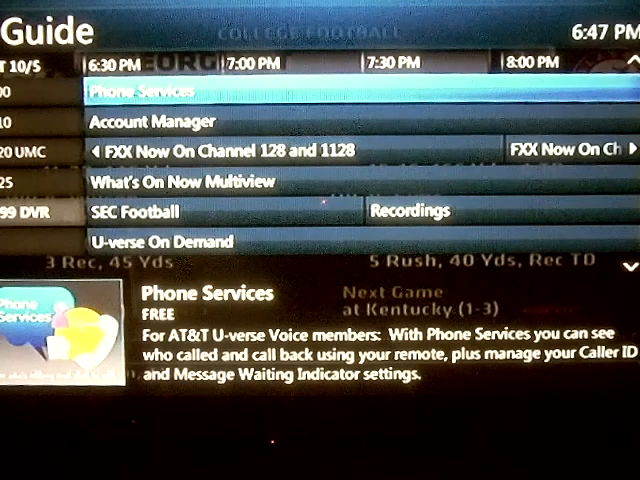 COLLEGE FOOTBALL
Guide
6:47 PM
T 10/5
6:30 PM
7:00 PM
7:30 PM
8:00 PM
00
Phone Services
10
Account Manager
20 UMC
FXX Now On Channel 128 and 1128
FXX Now On Ch
25
What's On Now Multiview
99 DVR
SEC Football
Recordings
U-verse On Demand
3 Rec, 45 Yds
5 Rush, 40 Yds, Rec TD
Phone Services
Phone Services
FREE
Next Game
at Kentucky (1-3)
For AT&T U-verse Voice members: With Phone Services you can see
who called and call back using your remote, plus manage your Caller ID
and Message Waiting Indicator settings.